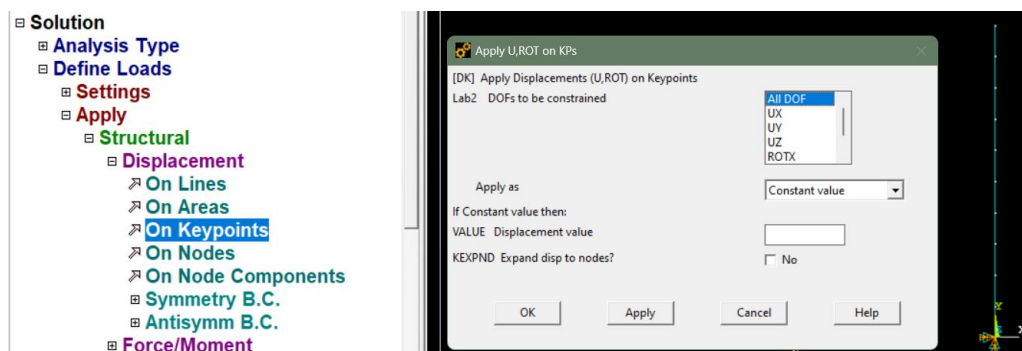 Solution
Analysis Type
Define Loads
Settings
Apply
Structural
Displacement
On Lines
On Areas
On Keypoints
On Nodes
On Node Components
Symmetry B.C.
Antisymm B.C.
Force/Moment
Apply U,ROT on KPs
[DK] Apply Displacements (U,ROT) on Keypoints
Lab2 DOFs to be constrained
All DOF
UX
UY
UZ
ROTX
Apply as
Constant value
If Constant value then:
VALUE Displacement value
KEXPND Expand disp to nodes?
No
OK
Apply
Cancel
Help
Y
X